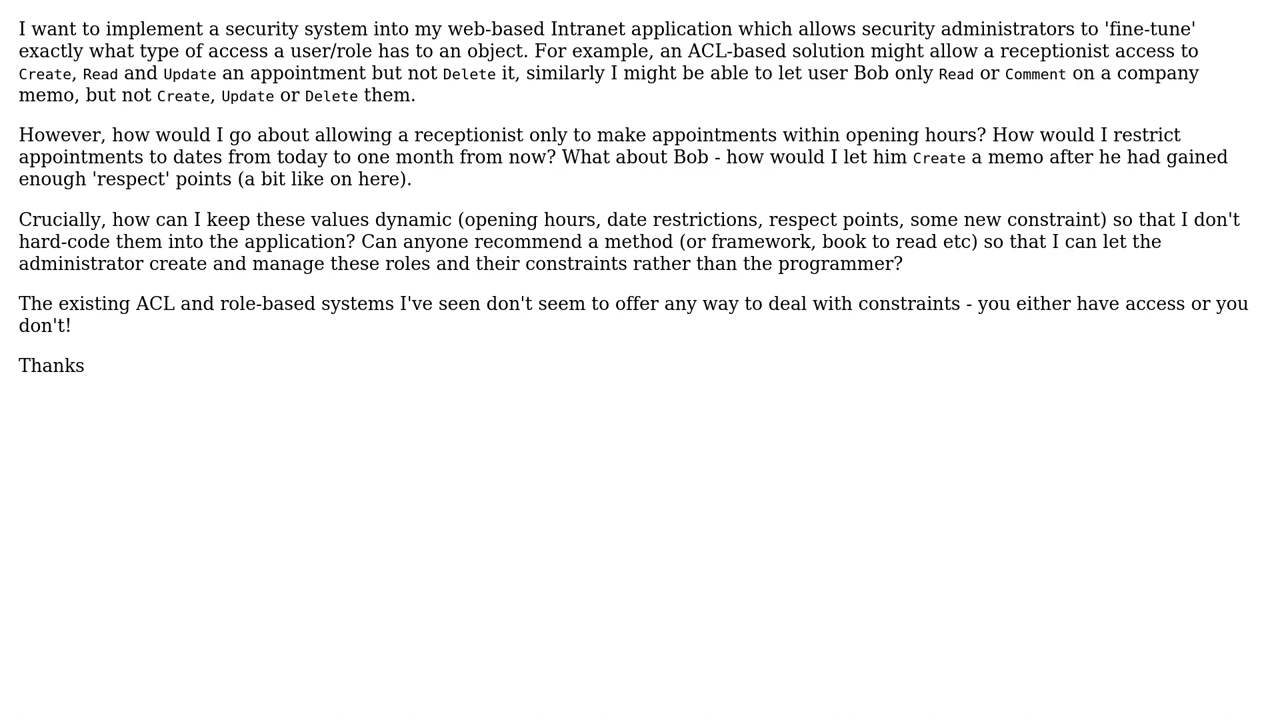 I want to implement a security system into my web-based Intranet application which allows security administrators to 'fine-tune'
exactly what type of access a user/role has to an object. For example, an ACL-based solution might allow a receptionist access to
Create, Read and Update an appointment but not Delete it, similarly I might be able to let user Bob only Read or Comment on a company
memo, but not Create, Update or Delete them.
However, how would I go about allowing a receptionist only to make appointments within opening hours? How would I restrict
appointments to dates from today to one month from now? What about Bob - how would I let him Create a memo after he had gained
enough 'respect' points (a bit like on here).
Crucially, how can I keep these values dynamic (opening hours, date restrictions, respect points, some new constraint) so that I don't
hard-code them into the application? Can anyone recommend a method (or framework, book to read etc) so that I can let the
administrator create and manage these roles and their constraints rather than the programmer?
The existing ACL and role-based systems I've seen don't seem to offer any way to deal with constraints - you either have access or you
don't!
Thanks